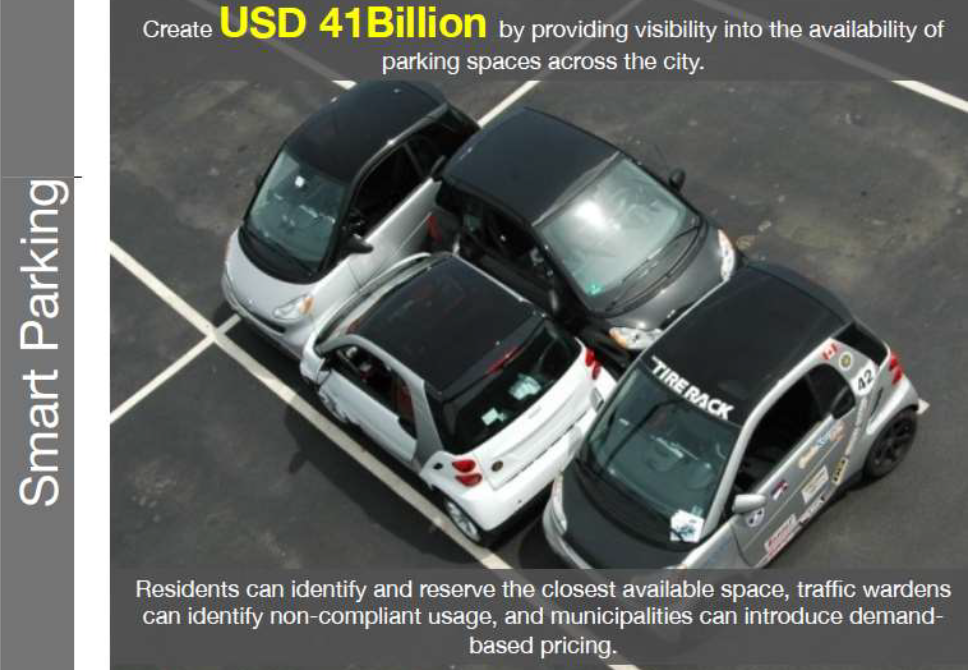 Smart Parking
Create USD 41Billion by providing visibility into the availability of
parking spaces across the city.
TIRE RACK
42
Residents can identify and reserve the closest available space, traffic wardens
can identify non-compliant usage, and municipalities can introduce demand-
based pricing.